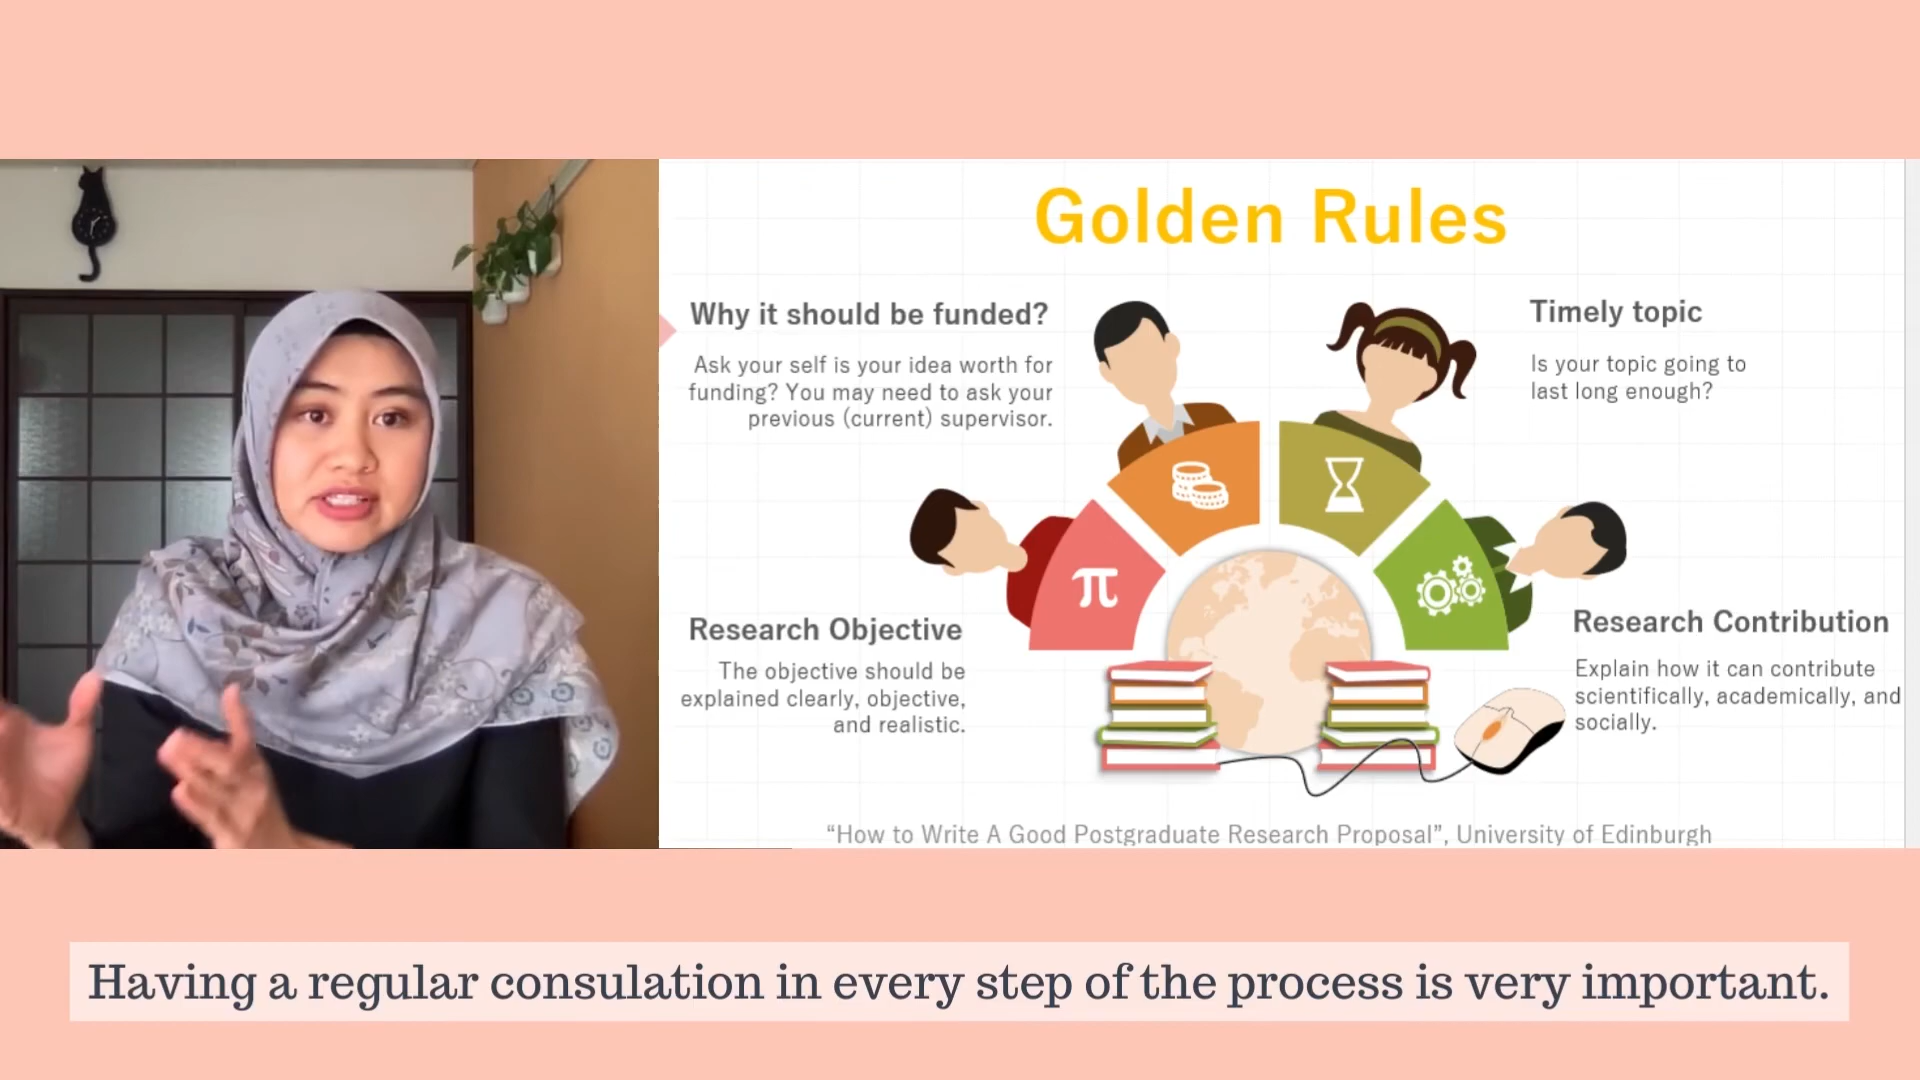 Golden Rules
Why it should be funded?
Ask your self is your idea worth for
funding? You may need to ask your
previous (current) supervisor.
Timely topic
Is your topic going to
last long enough?
π
Research Objective
The objective should be
explained clearly, objective,
and realistic.
Research Contribution
Explain how it can contribute
scientifically, academically, and
socially.
“How to Write A Good Postgraduate Research Proposal”, University of Edinburgh
Having a regular consulation in every step of the process is very important.